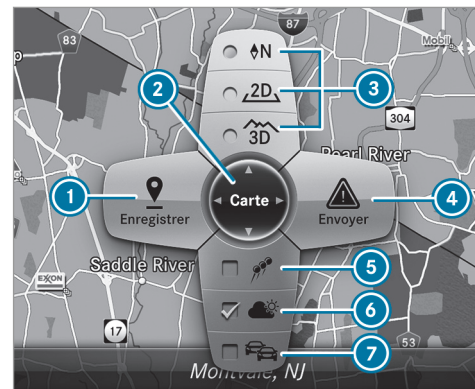 87
83
Mobil
N
2D
3D
304
Pearl River
Enregistrer
Carte
Envoyer
Saddle River
EXXON
17
53
Montvale, NJ
1
2
3
4
5
6
7